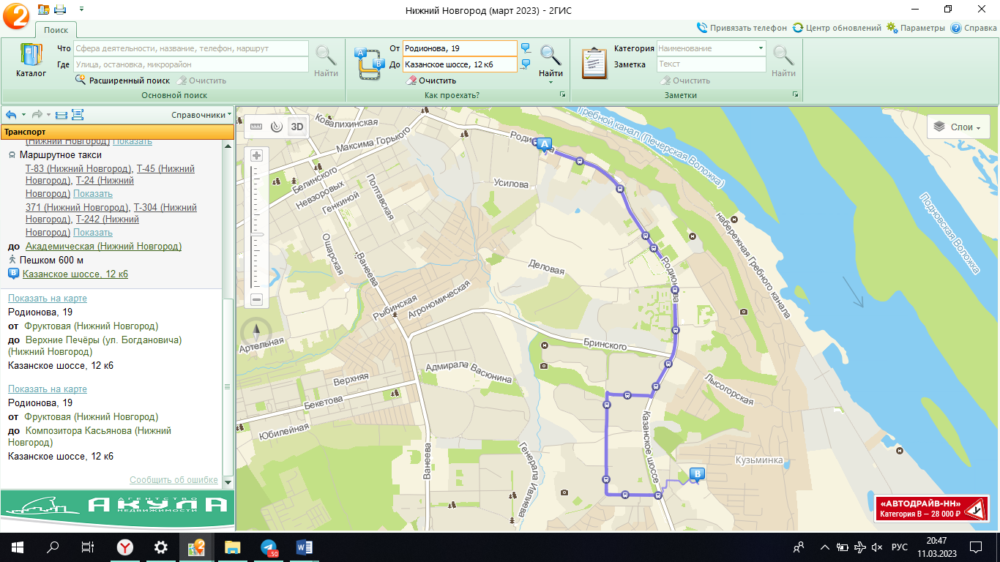 Нижний Новгород (март 2023) - 2ГИС
Поиск
Привязать телефон
Центр обновлений
Параметры
Справка
Каталог
Что
Сфера деятельности, название, телефон, маршрут
Где
Улица, остановка, микрорайон
Найти
Расширенный поиск
Очистить
Основной поиск
От
Родионова, 19
До
Казанское шоссе, 12 к6
Очистить
Найти
Как проехать?
Категория
Наименование
Заметка
Текст
Очистить
Найти
Заметки
Справочники
Транспорт
(Нижний Новгород) Показать
Маршрутное такси
Т-83 (Нижний Новгород), Т-45 (Нижний
Новгород), Т-24 (Нижний
Новгород) Показать
371 (Нижний Новгород), Т-304 (Нижний
Новгород), Т-242 (Нижний
Новгород) Показать
до Академическая (Нижний Новгород)
Пешком 600 м
B Казанское шоссе, 12 к6
Показать на карте
Родионова, 19
от Фруктовая (Нижний Новгород)
до Верхние Печёры (ул. Богдановича)
(Нижний Новгород)
Казанское шоссе, 12 к6
Показать на карте
Родионова, 19
от Фруктовая (Нижний Новгород)
до Композитора Касьянова (Нижний
Новгород)
Казанское шоссе, 12 к6
Сообщить об ошибке
АГЕНТСТВО
АКУЛА
НЕДВИЖИМОСТИ
3D
Слои
Ковалихинская
Максима Горького
Белинского
Невзоровых
Генкиной
Полтавская
Ошарская
Ванеева
Усилова
A
Гребной канал (Печерская Воложка)
Подновская Воложка
набережная Гребного канала
Деловая
Родионова
Рыбинская
Агрономическая
Артельная
Бринского
Адмирала Васюнина
Верхняя
Бекетова
Юбилейная
Лысогорская
Казанское шоссе
Ванеева
Генерала Ивлиева
Кузьминка
B
«АВТОДРАЙВ-НН»
Категория В — 28 000 ₽
50
РУС
20:47
11.03.2023